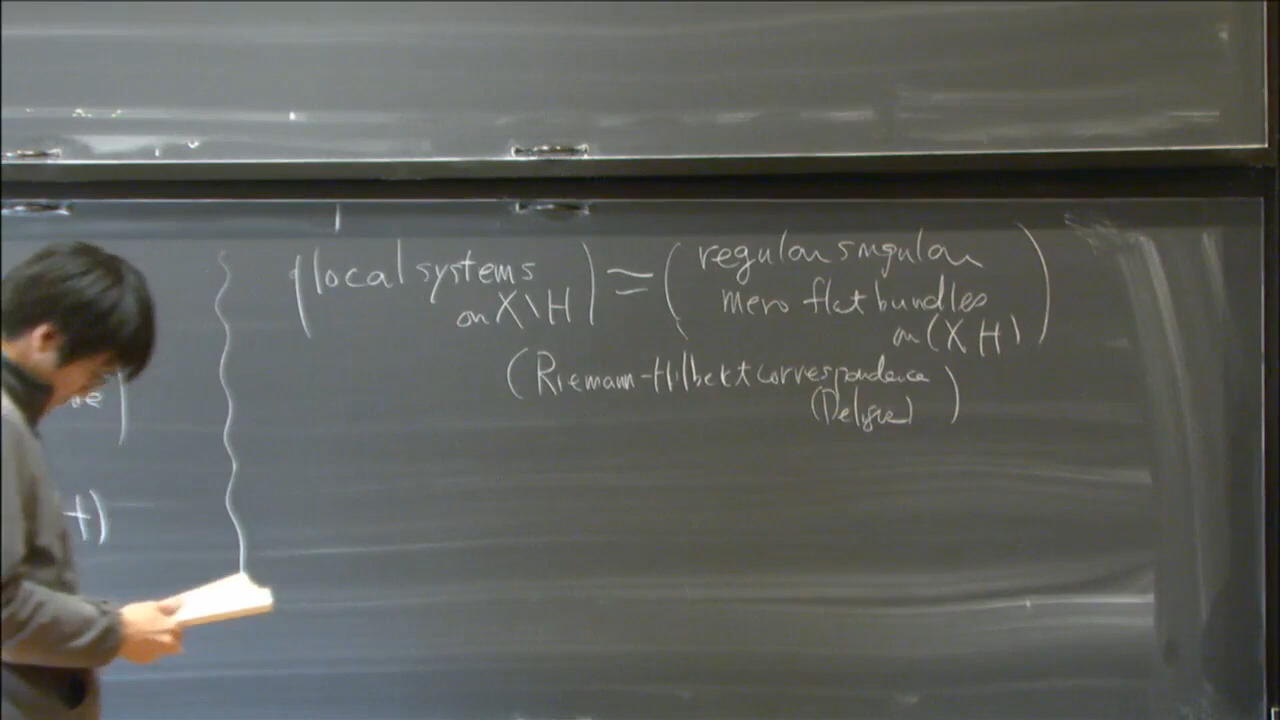 (local systems on X\H) = (regular singular mero flat bundles on (X H))
(Riemann-Hilbert correspondence (Deligne))
t)